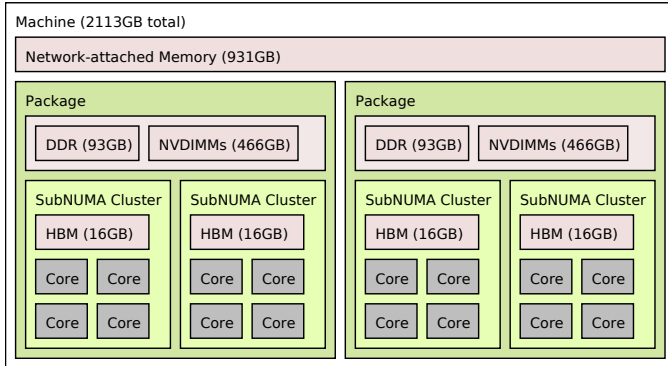 Machine (2113GB total)
Network-attached Memory (931GB)
Package
DDR (93GB) NVDIMMs (466GB)
SubNUMA Cluster SubNUMA Cluster
HBM (16GB) HBM (16GB)
Core Core Core Core
Core Core Core Core
Package
DDR (93GB) NVDIMMs (466GB)
SubNUMA Cluster SubNUMA Cluster
HBM (16GB) HBM (16GB)
Core Core Core Core
Core Core Core Core